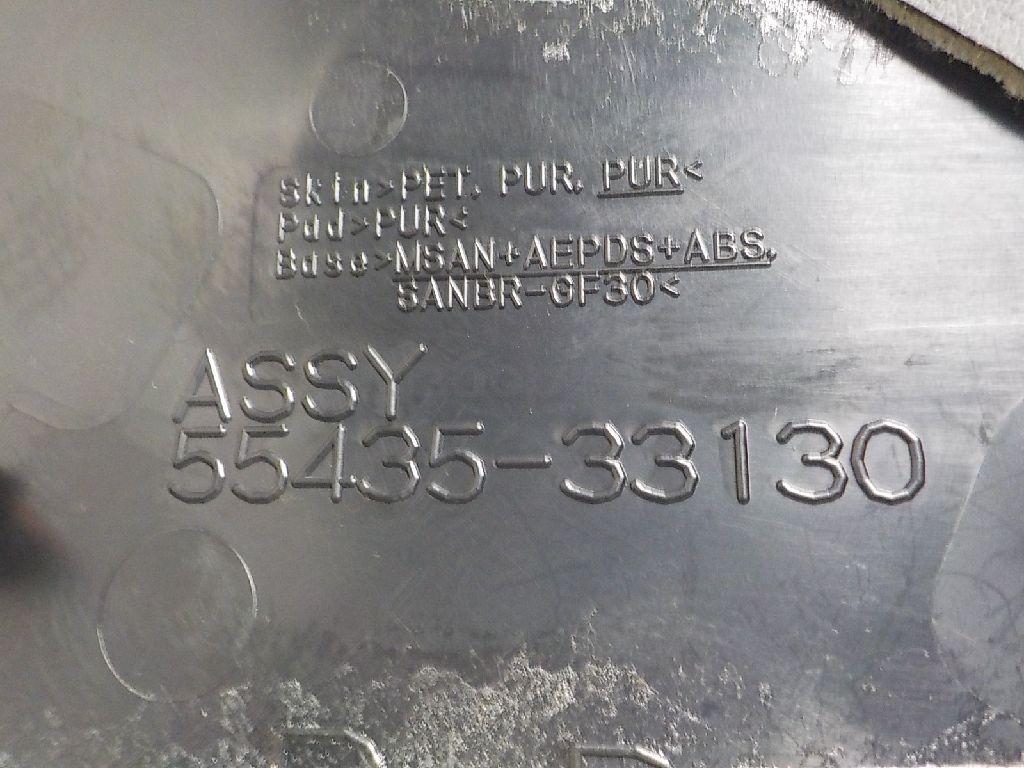 Skin>PET. PUR. PUR<
Pad>PUR<
Base>MSAN+AEPDS+ABS.
SANBR-GF30<
ASSY
55435-33130